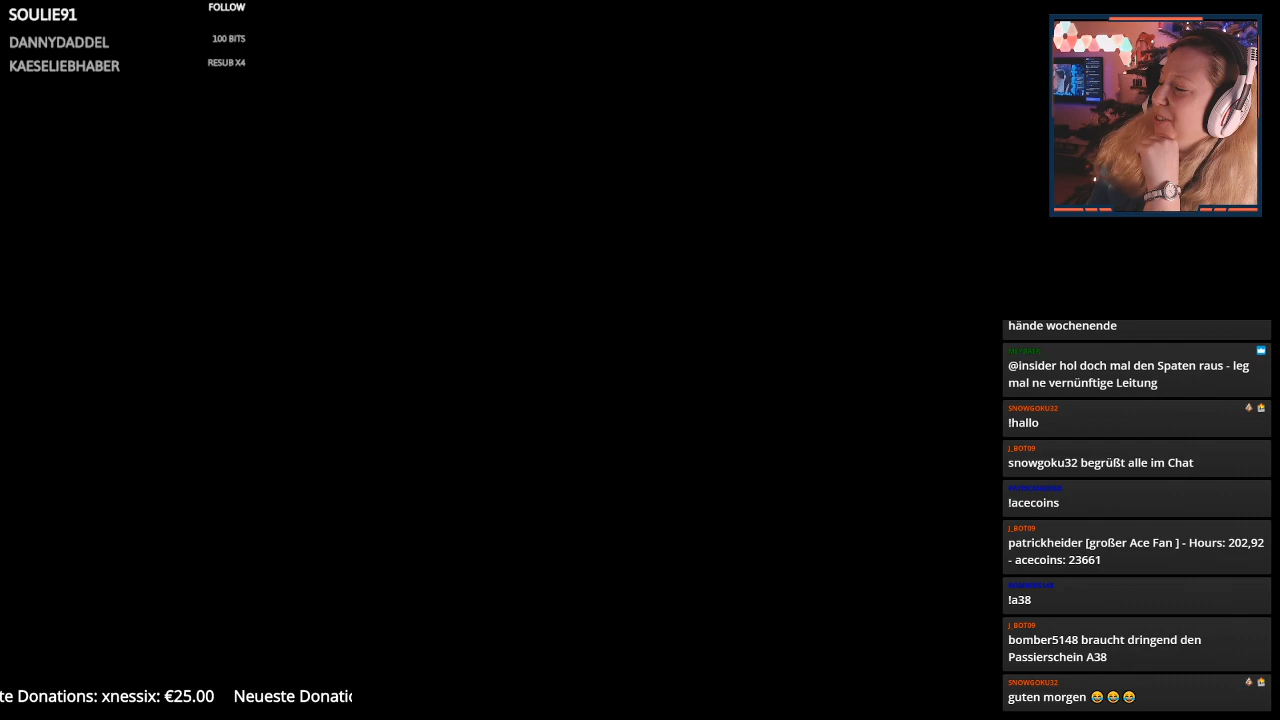 SOULIE91 FOLLOW
DANNYDADDEL 100 BITS
KAESELIEBHABER RESUB X4
hände wochenende
@insider hol doch mal den Spaten raus - leg
mal ne vernünftige Leitung
SNOWGOKU32
!hallo
J_BOT09
snowgoku32 begrüßt alle im Chat
!acecoins
J_BOT09
patrickheider [großer Ace Fan ] - Hours: 202,92
- acecoins: 23661
!a38
J_BOT09
bomber5148 braucht dringend den
Passierschein A38
SNOWGOKU32
guten morgen 😂😂😂
te Donations: xnessix: €25.00 Neueste Donatic